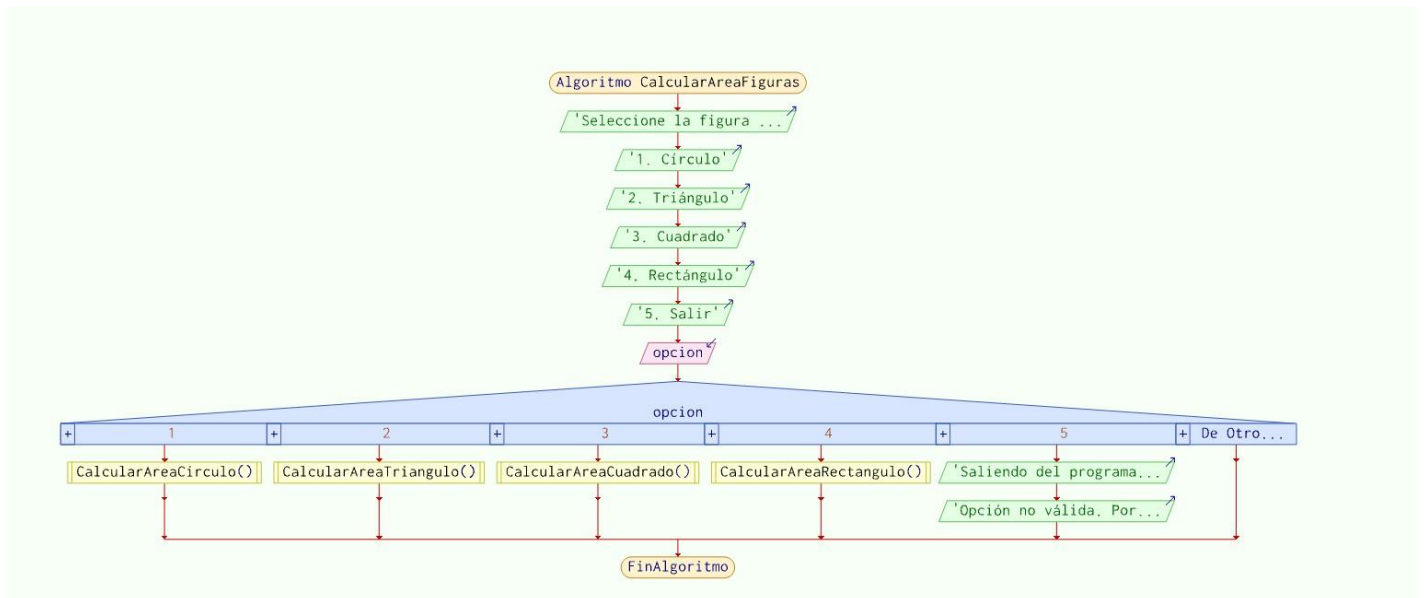 Algoritmo CalcularAreaFiguras
'Seleccione la figura ...
'1. Círculo'
'2. Triángulo'
'3. Cuadrado'
'4. Rectángulo'
'5. Salir'
opcion
opcion
+ 1 + 2 + 3 + 4 + 5 + De Otro...
CalcularAreaCirculo() CalcularAreaTriangulo() CalcularAreaCuadrado() CalcularAreaRectangulo() 'Saliendo del programa...
'Opción no válida. Por...
FinAlgoritmo